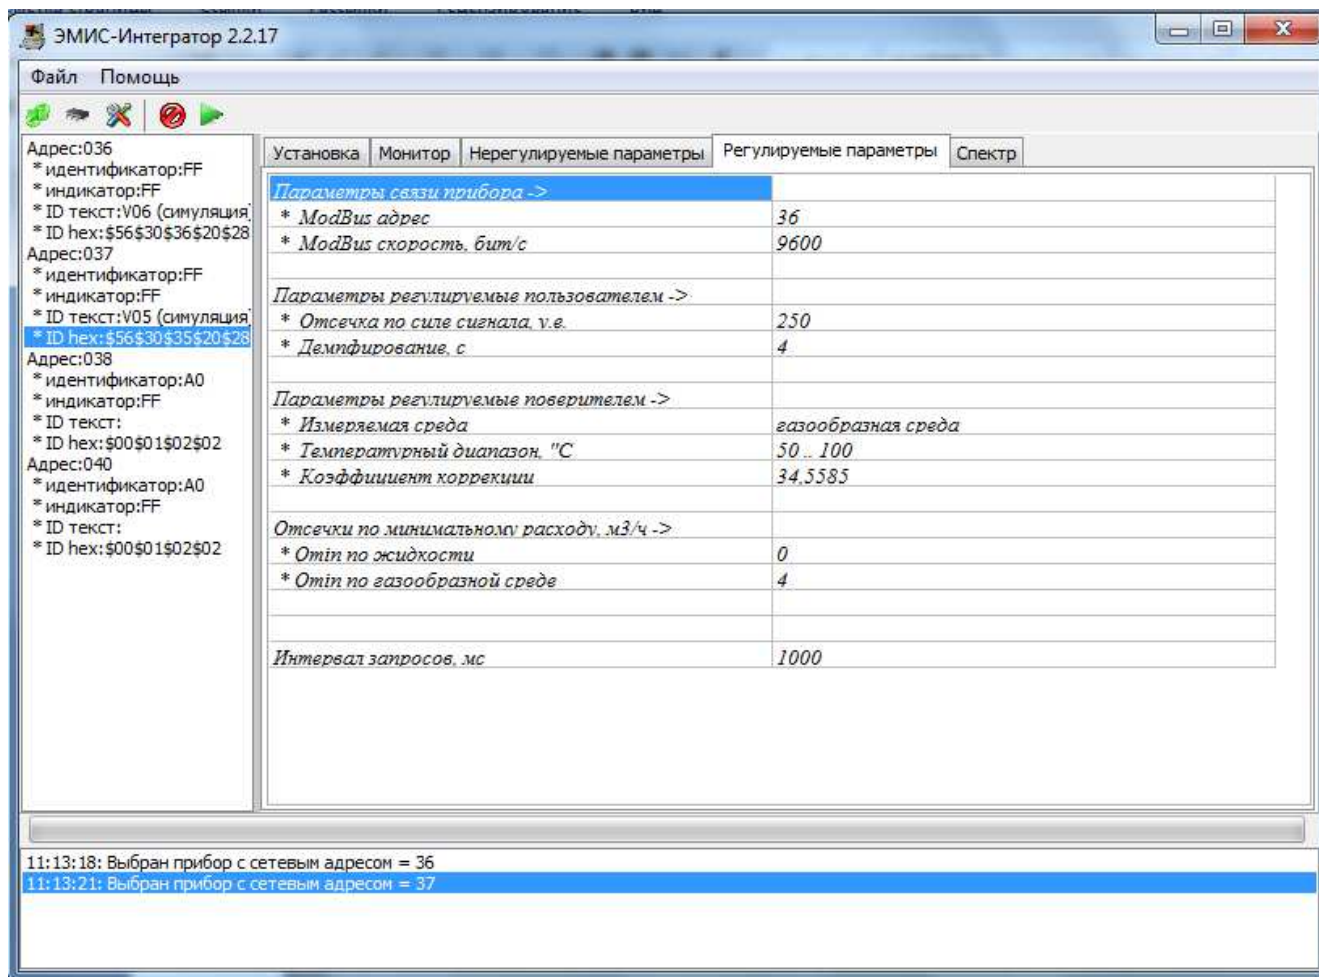 ЭМИС-Интегратор 2.2.17
Файл Помощь
Адрес:036
* идентификатор:FF
* индикатор:FF
* ID текст:V06 (симуляция)
* ID hex:$56$30$36$20$28
Адрес:037
* идентификатор:FF
* индикатор:FF
* ID текст:V05 (симуляция)
* ID hex:$56$30$35$20$28
Адрес:038
* идентификатор:A0
* индикатор:FF
* ID текст:
* ID hex:$00$01$02$02
Адрес:040
* идентификатор:A0
* индикатор:FF
* ID текст:
* ID hex:$00$01$02$02
Установка Монитор Нерегулируемые параметры Регулируемые параметры Спектр
Параметры связи прибора ->
* ModBus адрес 36
* ModBus скорость, бит/с 9600
Параметры регулируемые пользователем ->
* Отсечка по силе сигнала, у.е. 250
* Демпфирование, с 4
Параметры регулируемые поверителем ->
* Измеряемая среда газообразная среда
* Температурный диапазон, "C 50 .. 100
* Коэффициент коррекции 34,5585
Отсечки по минимальному расходу, м3/ч ->
* Qmin по жидкости 0
* Qmin по газообразной среде 4
Интервал запросов, мс 1000
11:13:18: Выбран прибор с сетевым адресом = 36
11:13:21: Выбран прибор с сетевым адресом = 37